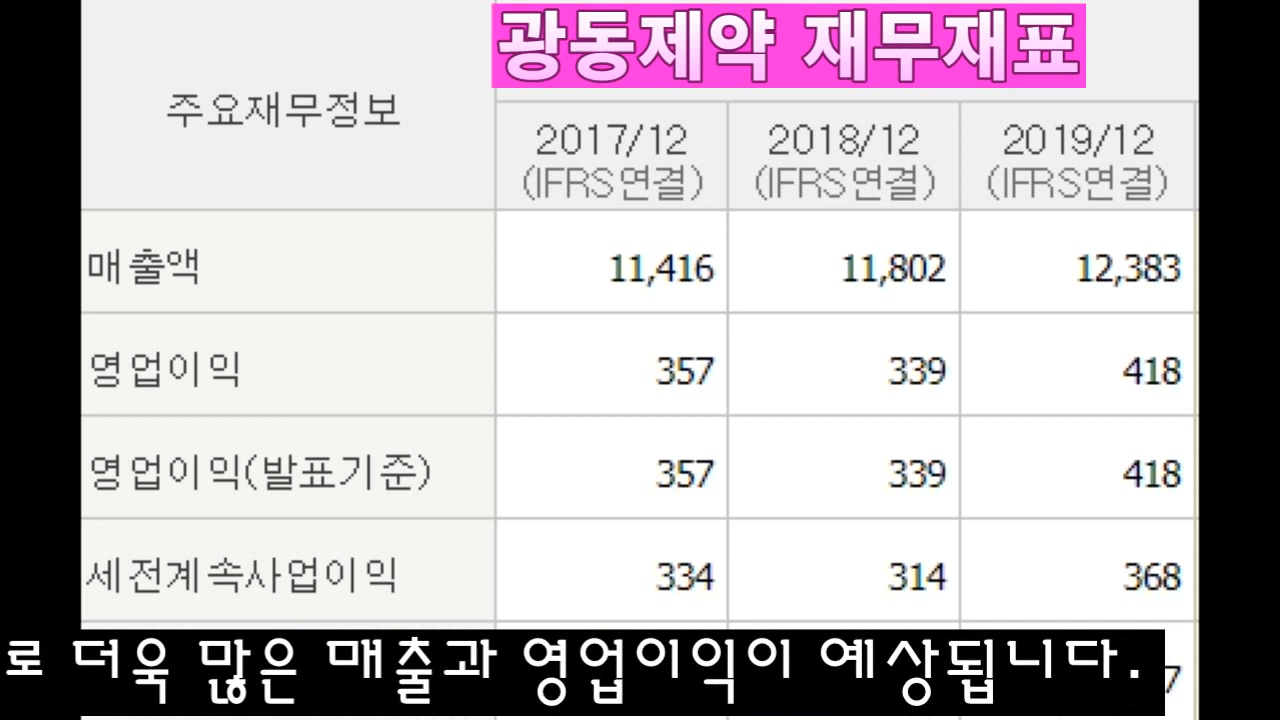 광동제약 재무재표
주요재무정보
2017/12 2018/12 2019/12
(IFRS연결) (IFRS연결) (IFRS연결)
매출액 11,416 11,802 12,383
영업이익 357 339 418
영업이익(발표기준) 357 339 418
세전계속사업이익 334 314 368
로 더욱 많은 매출과 영업이익이 예상됩니다.
7